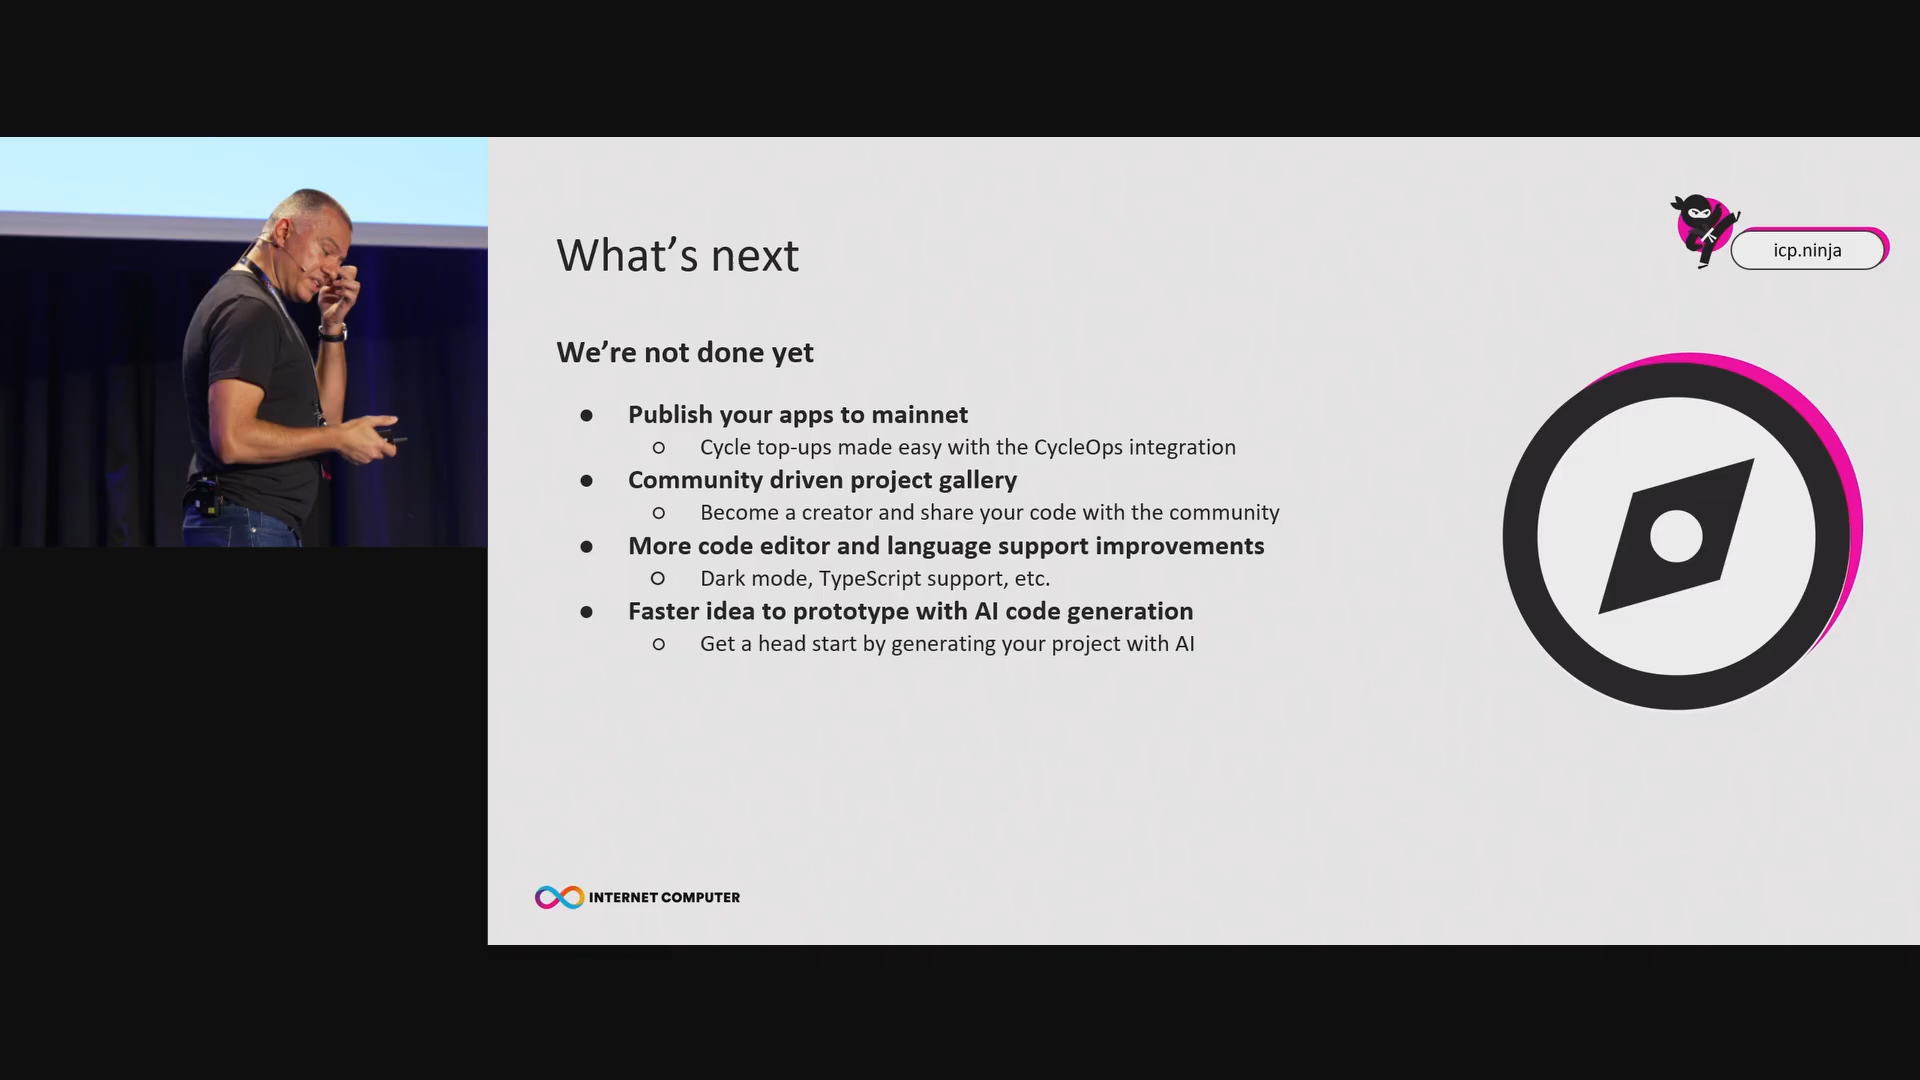 What’s next
icp.ninja
We’re not done yet
● Publish your apps to mainnet
○ Cycle top-ups made easy with the CycleOps integration
● Community driven project gallery
○ Become a creator and share your code with the community
● More code editor and language support improvements
○ Dark mode, TypeScript support, etc.
● Faster idea to prototype with AI code generation
○ Get a head start by generating your project with AI
INTERNET COMPUTER